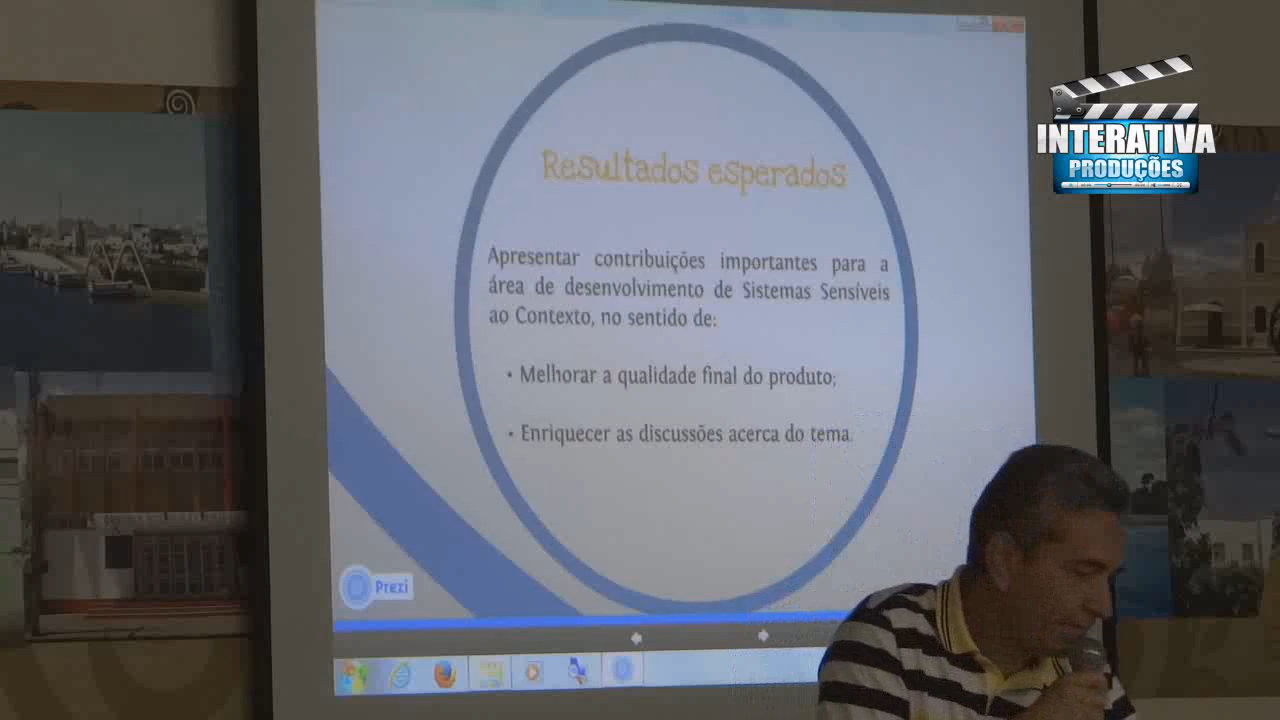 INTERATIVA
PRODUÇÕES
Resultados esperados
Apresentar contribuições importantes para a
área de desenvolvimento de Sistemas Sensíveis
ao Contexto, no sentido de:
• Melhorar a qualidade final do produto;
• Enriquecer as discussões acerca do tema.
Prezi